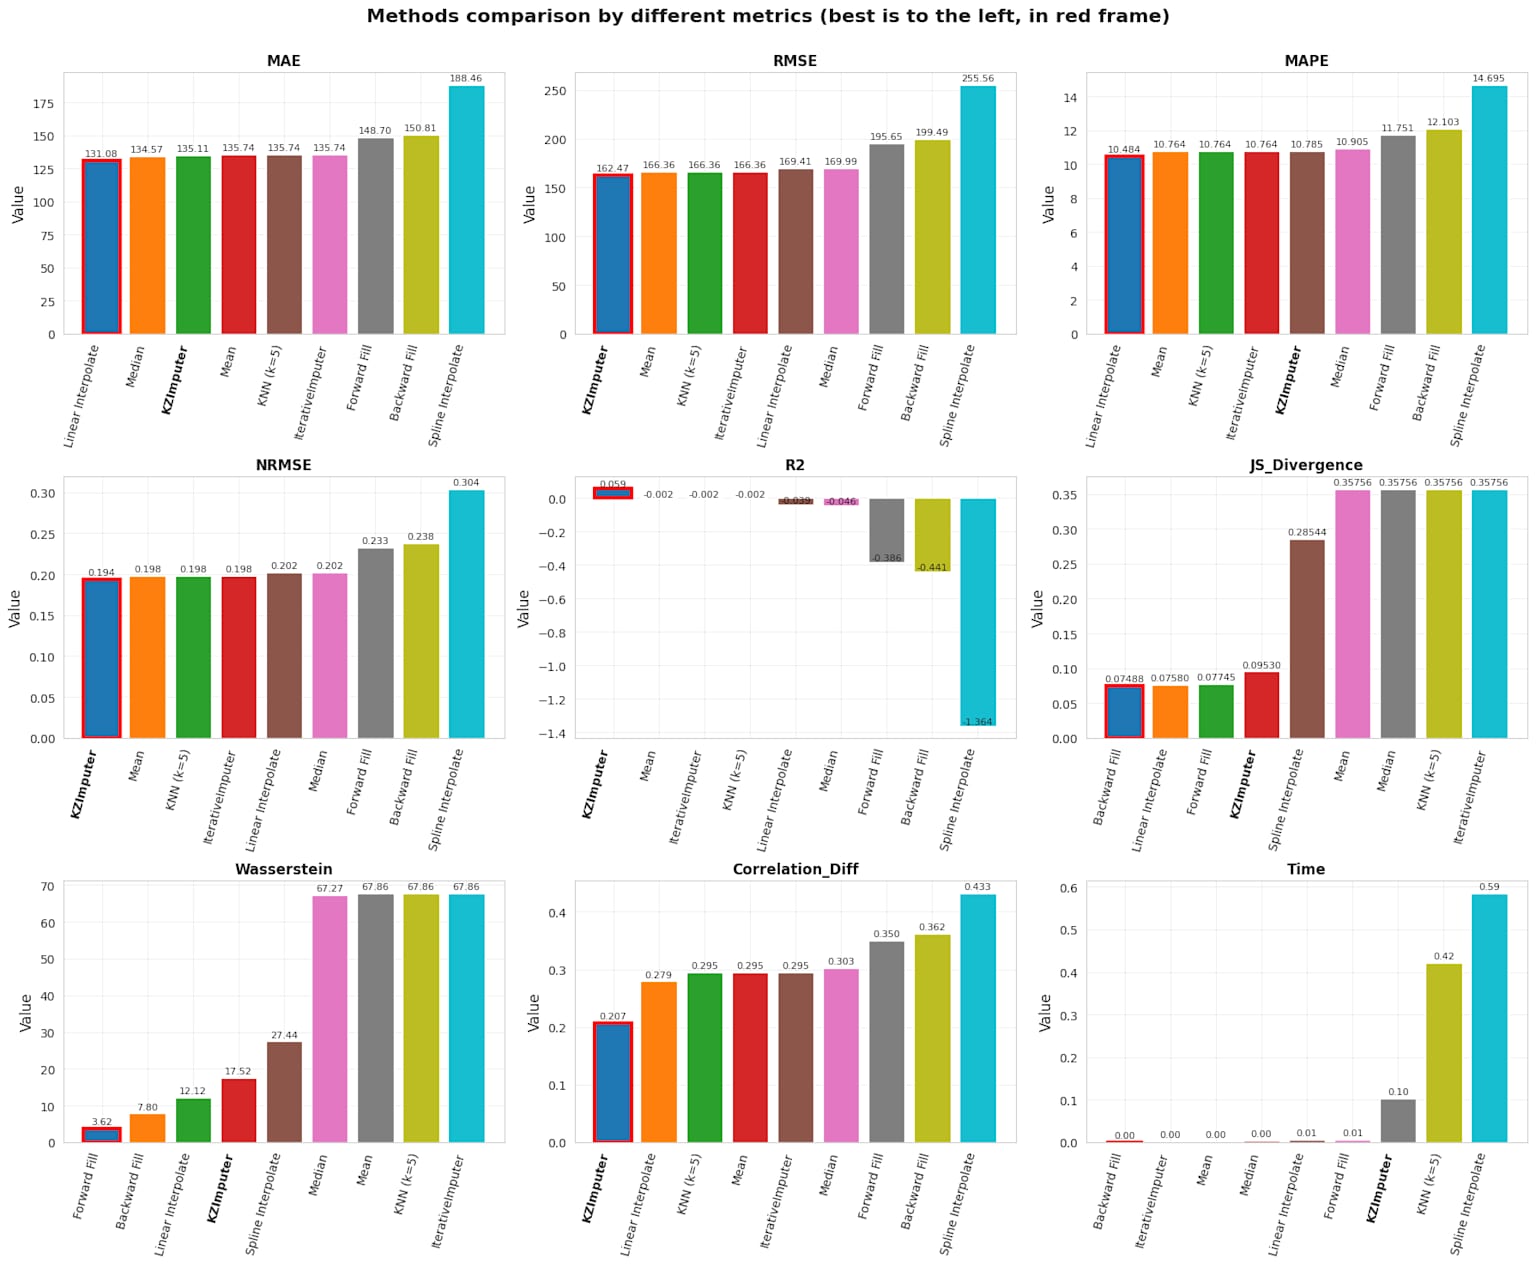 Methods comparison by different metrics (best is to the left, in red frame)
MAE
Value
175
150
125
100
75
50
25
0
131.08
134.57
135.11
135.74
135.74
135.74
148.70
150.81
188.46
Linear Interpolate
Median
KZImputer
Mean
KNN (k=5)
IterativeImputer
Forward Fill
Backward Fill
Spline Interpolate
RMSE
Value
250
200
150
100
50
0
162.47
166.36
166.36
166.36
169.41
169.99
195.65
199.49
255.56
KZImputer
Mean
KNN (k=5)
IterativeImputer
Linear Interpolate
Median
Forward Fill
Backward Fill
Spline Interpolate
MAPE
Value
14
12
10
8
6
4
2
0
10.484
10.764
10.764
10.764
10.785
10.905
11.751
12.103
14.695
Linear Interpolate
Mean
KNN (k=5)
IterativeImputer
KZImputer
Median
Forward Fill
Backward Fill
Spline Interpolate
NRMSE
Value
0.30
0.25
0.20
0.15
0.10
0.05
0.00
0.194
0.198
0.198
0.198
0.202
0.202
0.233
0.238
0.304
KZImputer
Mean
KNN (k=5)
IterativeImputer
Linear Interpolate
Median
Forward Fill
Backward Fill
Spline Interpolate
R2
Value
0.0
−0.2
−0.4
−0.6
−0.8
−1.0
−1.2
−1.4
0.059
-0.002
-0.002
-0.002
-0.039
-0.046
-0.386
-0.441
-1.364
KZImputer
Mean
IterativeImputer
KNN (k=5)
Linear Interpolate
Median
Forward Fill
Backward Fill
Spline Interpolate
JS_Divergence
Value
0.35
0.30
0.25
0.20
0.15
0.10
0.05
0.00
0.07488
0.07580
0.07745
0.09530
0.28544
0.35756
0.35756
0.35756
0.35756
Backward Fill
Linear Interpolate
Forward Fill
KZImputer
Spline Interpolate
Mean
Median
KNN (k=5)
IterativeImputer
Wasserstein
Value
70
60
50
40
30
20
10
0
3.62
7.80
12.12
17.52
27.44
67.27
67.86
67.86
67.86
Forward Fill
Backward Fill
Linear Interpolate
KZImputer
Spline Interpolate
Median
Mean
KNN (k=5)
IterativeImputer
Correlation_Diff
Value
0.4
0.3
0.2
0.1
0.0
0.207
0.279
0.295
0.295
0.295
0.303
0.350
0.362
0.433
KZImputer
Linear Interpolate
KNN (k=5)
Mean
IterativeImputer
Median
Forward Fill
Backward Fill
Spline Interpolate
Time
Value
0.6
0.5
0.4
0.3
0.2
0.1
0.0
0.00
0.00
0.00
0.00
0.01
0.01
0.10
0.42
0.59
Backward Fill
IterativeImputer
Mean
Median
Linear Interpolate
Forward Fill
KZImputer
KNN (k=5)
Spline Interpolate